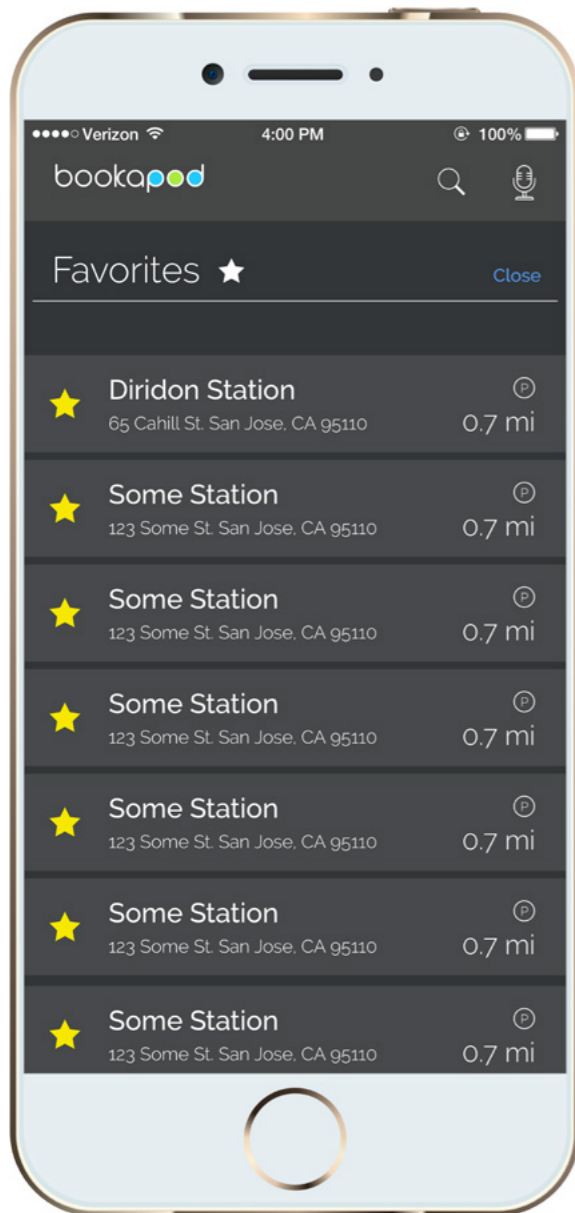 Verizon 4:00 PM 100%
bookapod
Favorites
Close
Diridon Station
P
65 Cahill St. San Jose, CA 95110
0.7 mi
Some Station
P
123 Some St. San Jose, CA 95110
0.7 mi
Some Station
P
123 Some St. San Jose, CA 95110
0.7 mi
Some Station
P
123 Some St. San Jose, CA 95110
0.7 mi
Some Station
P
123 Some St. San Jose, CA 95110
0.7 mi
Some Station
P
123 Some St. San Jose, CA 95110
0.7 mi
Some Station
P
123 Some St. San Jose, CA 95110
0.7 mi